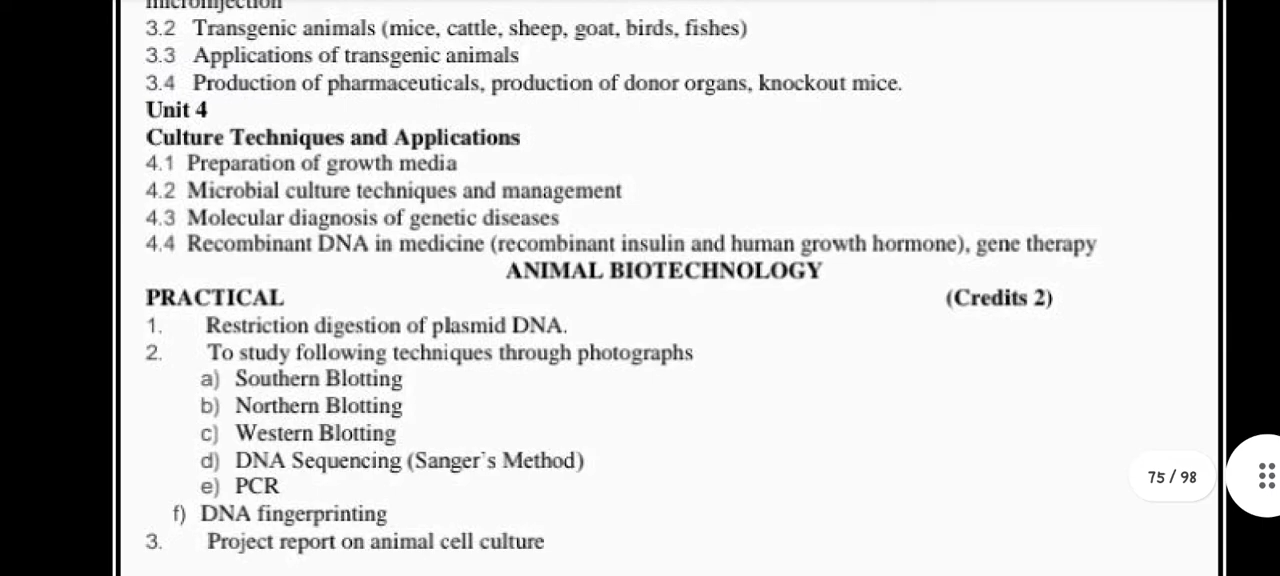 microinjection
3.2 Transgenic animals (mice, cattle, sheep, goat, birds, fishes)
3.3 Applications of transgenic animals
3.4 Production of pharmaceuticals, production of donor organs, knockout mice.
Unit 4
Culture Techniques and Applications
4.1 Preparation of growth media
4.2 Microbial culture techniques and management
4.3 Molecular diagnosis of genetic diseases
4.4 Recombinant DNA in medicine (recombinant insulin and human growth hormone), gene therapy
ANIMAL BIOTECHNOLOGY
PRACTICAL (Credits 2)
1. Restriction digestion of plasmid DNA.
2. To study following techniques through photographs
a) Southern Blotting
b) Northern Blotting
c) Western Blotting
d) DNA Sequencing (Sanger's Method)
e) PCR
75 / 98
f) DNA fingerprinting
3. Project report on animal cell culture